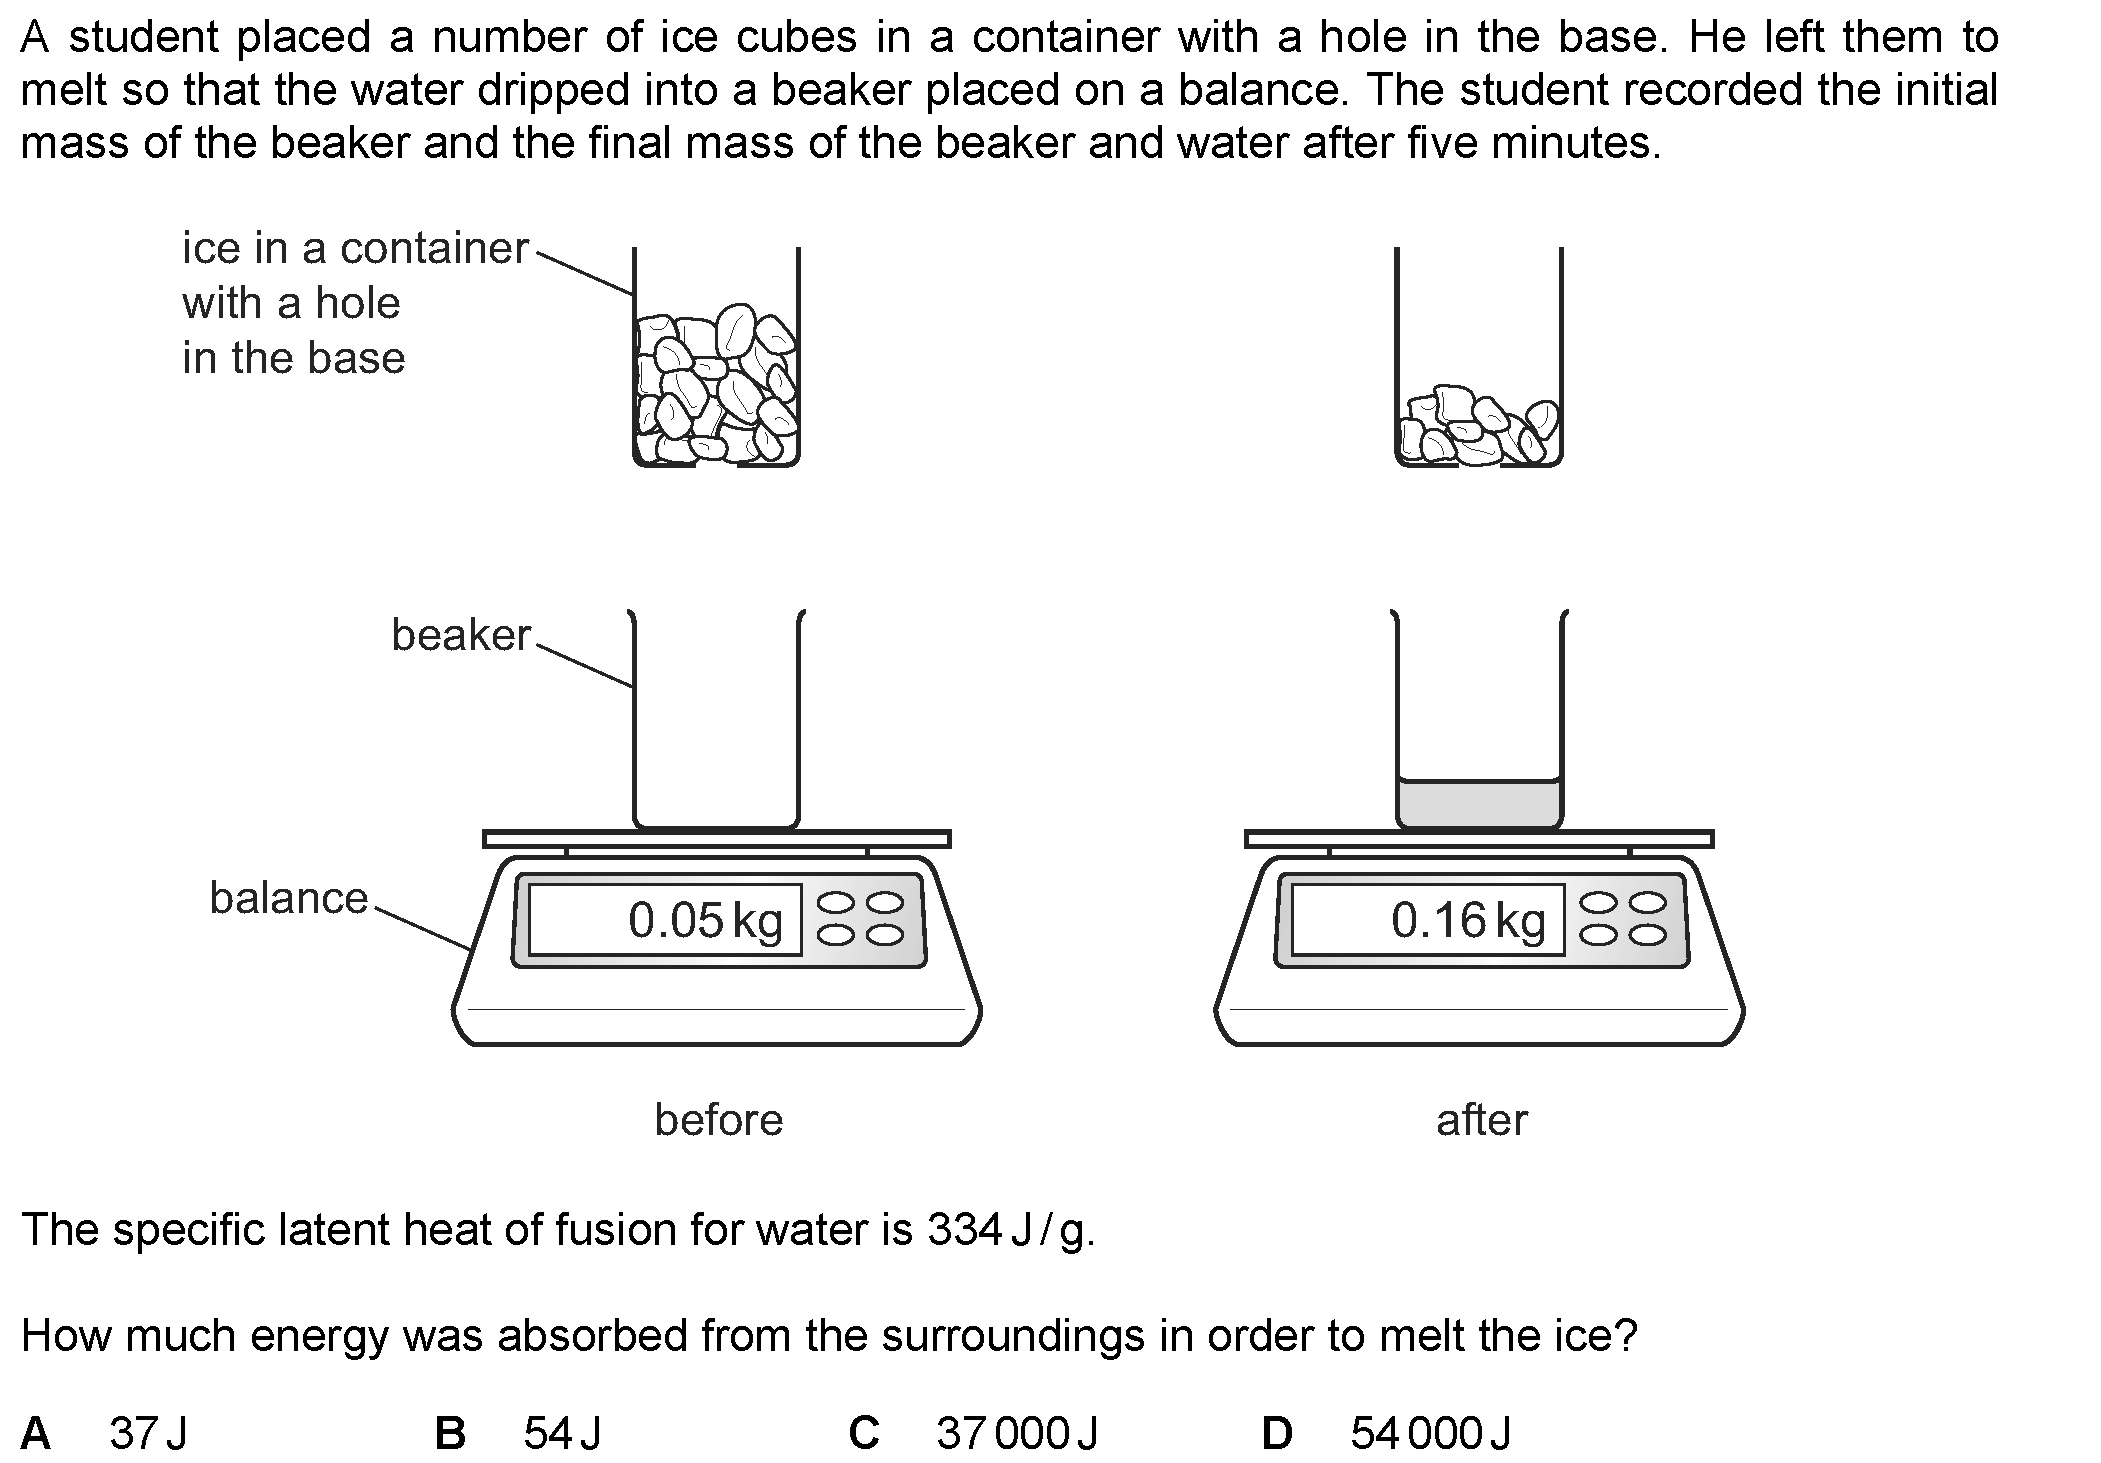 A student placed a number of ice cubes in a container with a hole in the base. He left them to
melt so that the water dripped into a beaker placed on a balance. The student recorded the initial
mass of the beaker and the final mass of the beaker and water after five minutes.
ice in a container
with a hole
in the base
beaker
balance
0.05 kg
0.16 kg
before
after
The specific latent heat of fusion for water is 334 J / g.
How much energy was absorbed from the surroundings in order to melt the ice?
A 37 J B 54 J C 37 000 J D 54 000 J